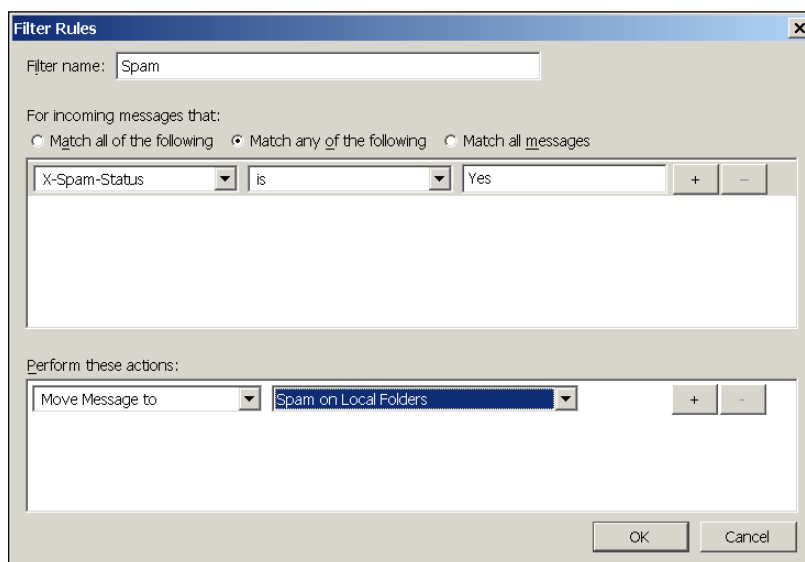 Filter Rules
Filter name: Spam
For incoming messages that:
Match all of the following Match any of the following Match all messages
X-Spam-Status is Yes + –
Perform these actions:
Move Message to Spam on Local Folders + -
OK Cancel